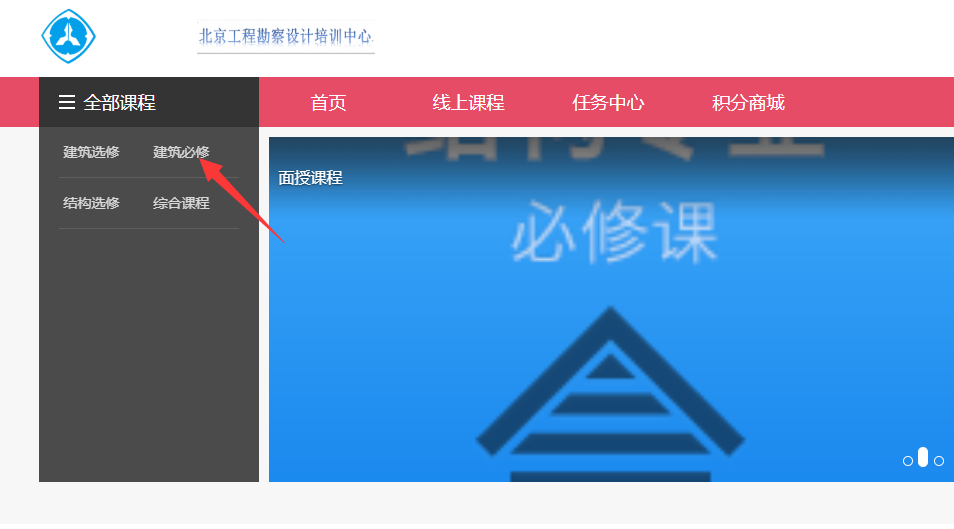 北京工程勘察设计培训中心
全部课程 首页 线上课程 任务中心 积分商城
建筑选修 建筑必修
结构选修 综合课程
面授课程
必修课